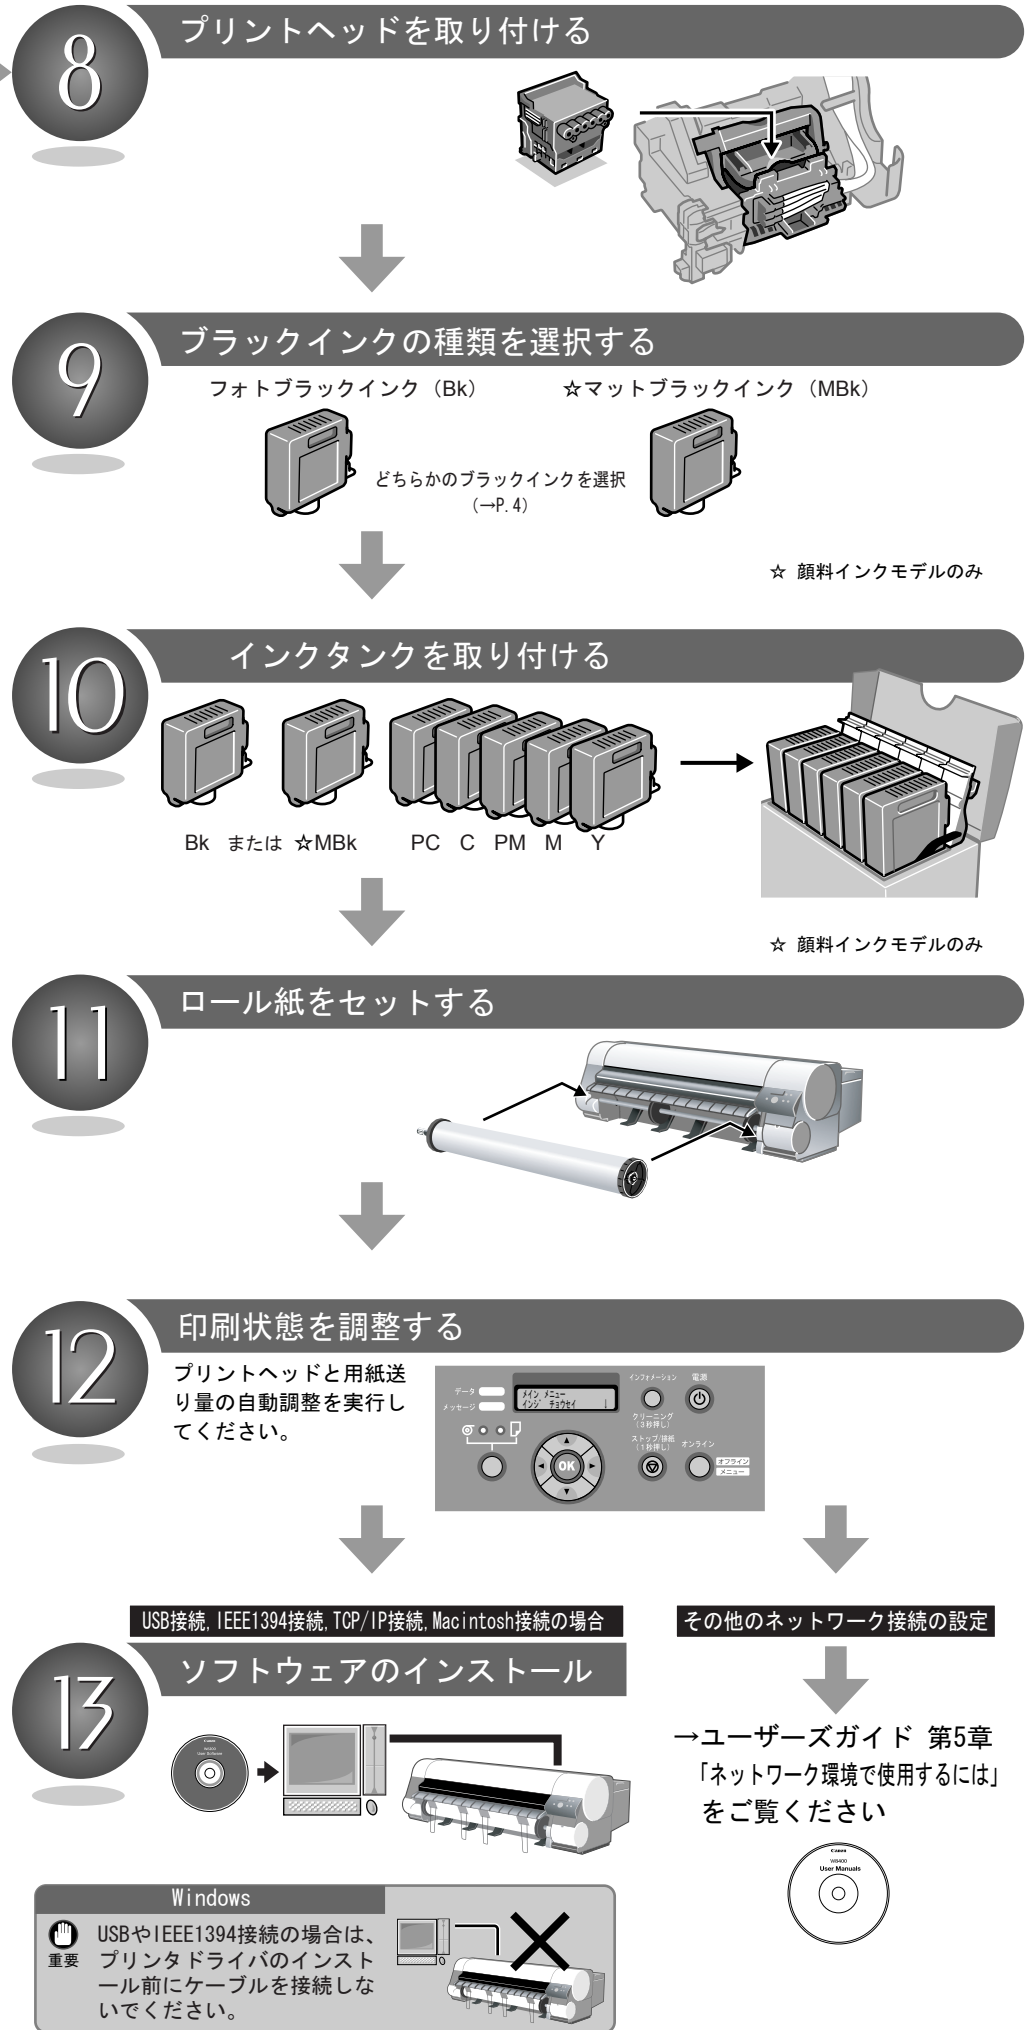 8
プリントヘッドを取り付ける
9
ブラックインクの種類を選択する
フォトブラックインク（Bk）
☆マットブラックインク（MBk）
どちらかのブラックインクを選択
（→P.4）
☆ 顔料インクモデルのみ
10
インクタンクを取り付ける
Bk または ☆MBk PC C PM M Y
☆ 顔料インクモデルのみ
11
ロール紙をセットする
12
印刷状態を調整する
プリントヘッドと用紙送
り量の自動調整を実行し
てください。
データ
メッセージ
メイン メニュー
インジ チョウセイ ↓
インフォメーション
電源
クリーニング
（3秒押し）
ストップ/排紙
（1秒押し）
オンライン
オフライン
メニュー
OK
USB接続,IEEE1394接続,TCP/IP接続,Macintosh接続の場合
13
ソフトウェアのインストール
Canon
W8400
User Software
Windows
重要
USBやIEEE1394接続の場合は、
プリンタドライバのインスト
ール前にケーブルを接続しな
いでください。
その他のネットワーク接続の設定
→ユーザーズガイド 第5章
「ネットワーク環境で使用するには」
をご覧ください
Canon
W8400
User Manuals